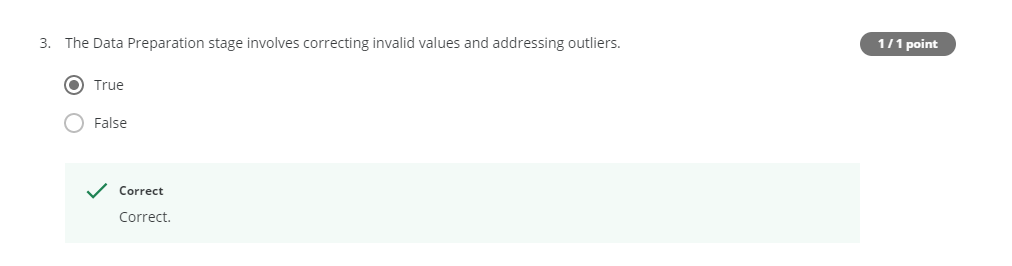 3. The Data Preparation stage involves correcting invalid values and addressing outliers.
1 / 1 point
True
False
Correct
Correct.